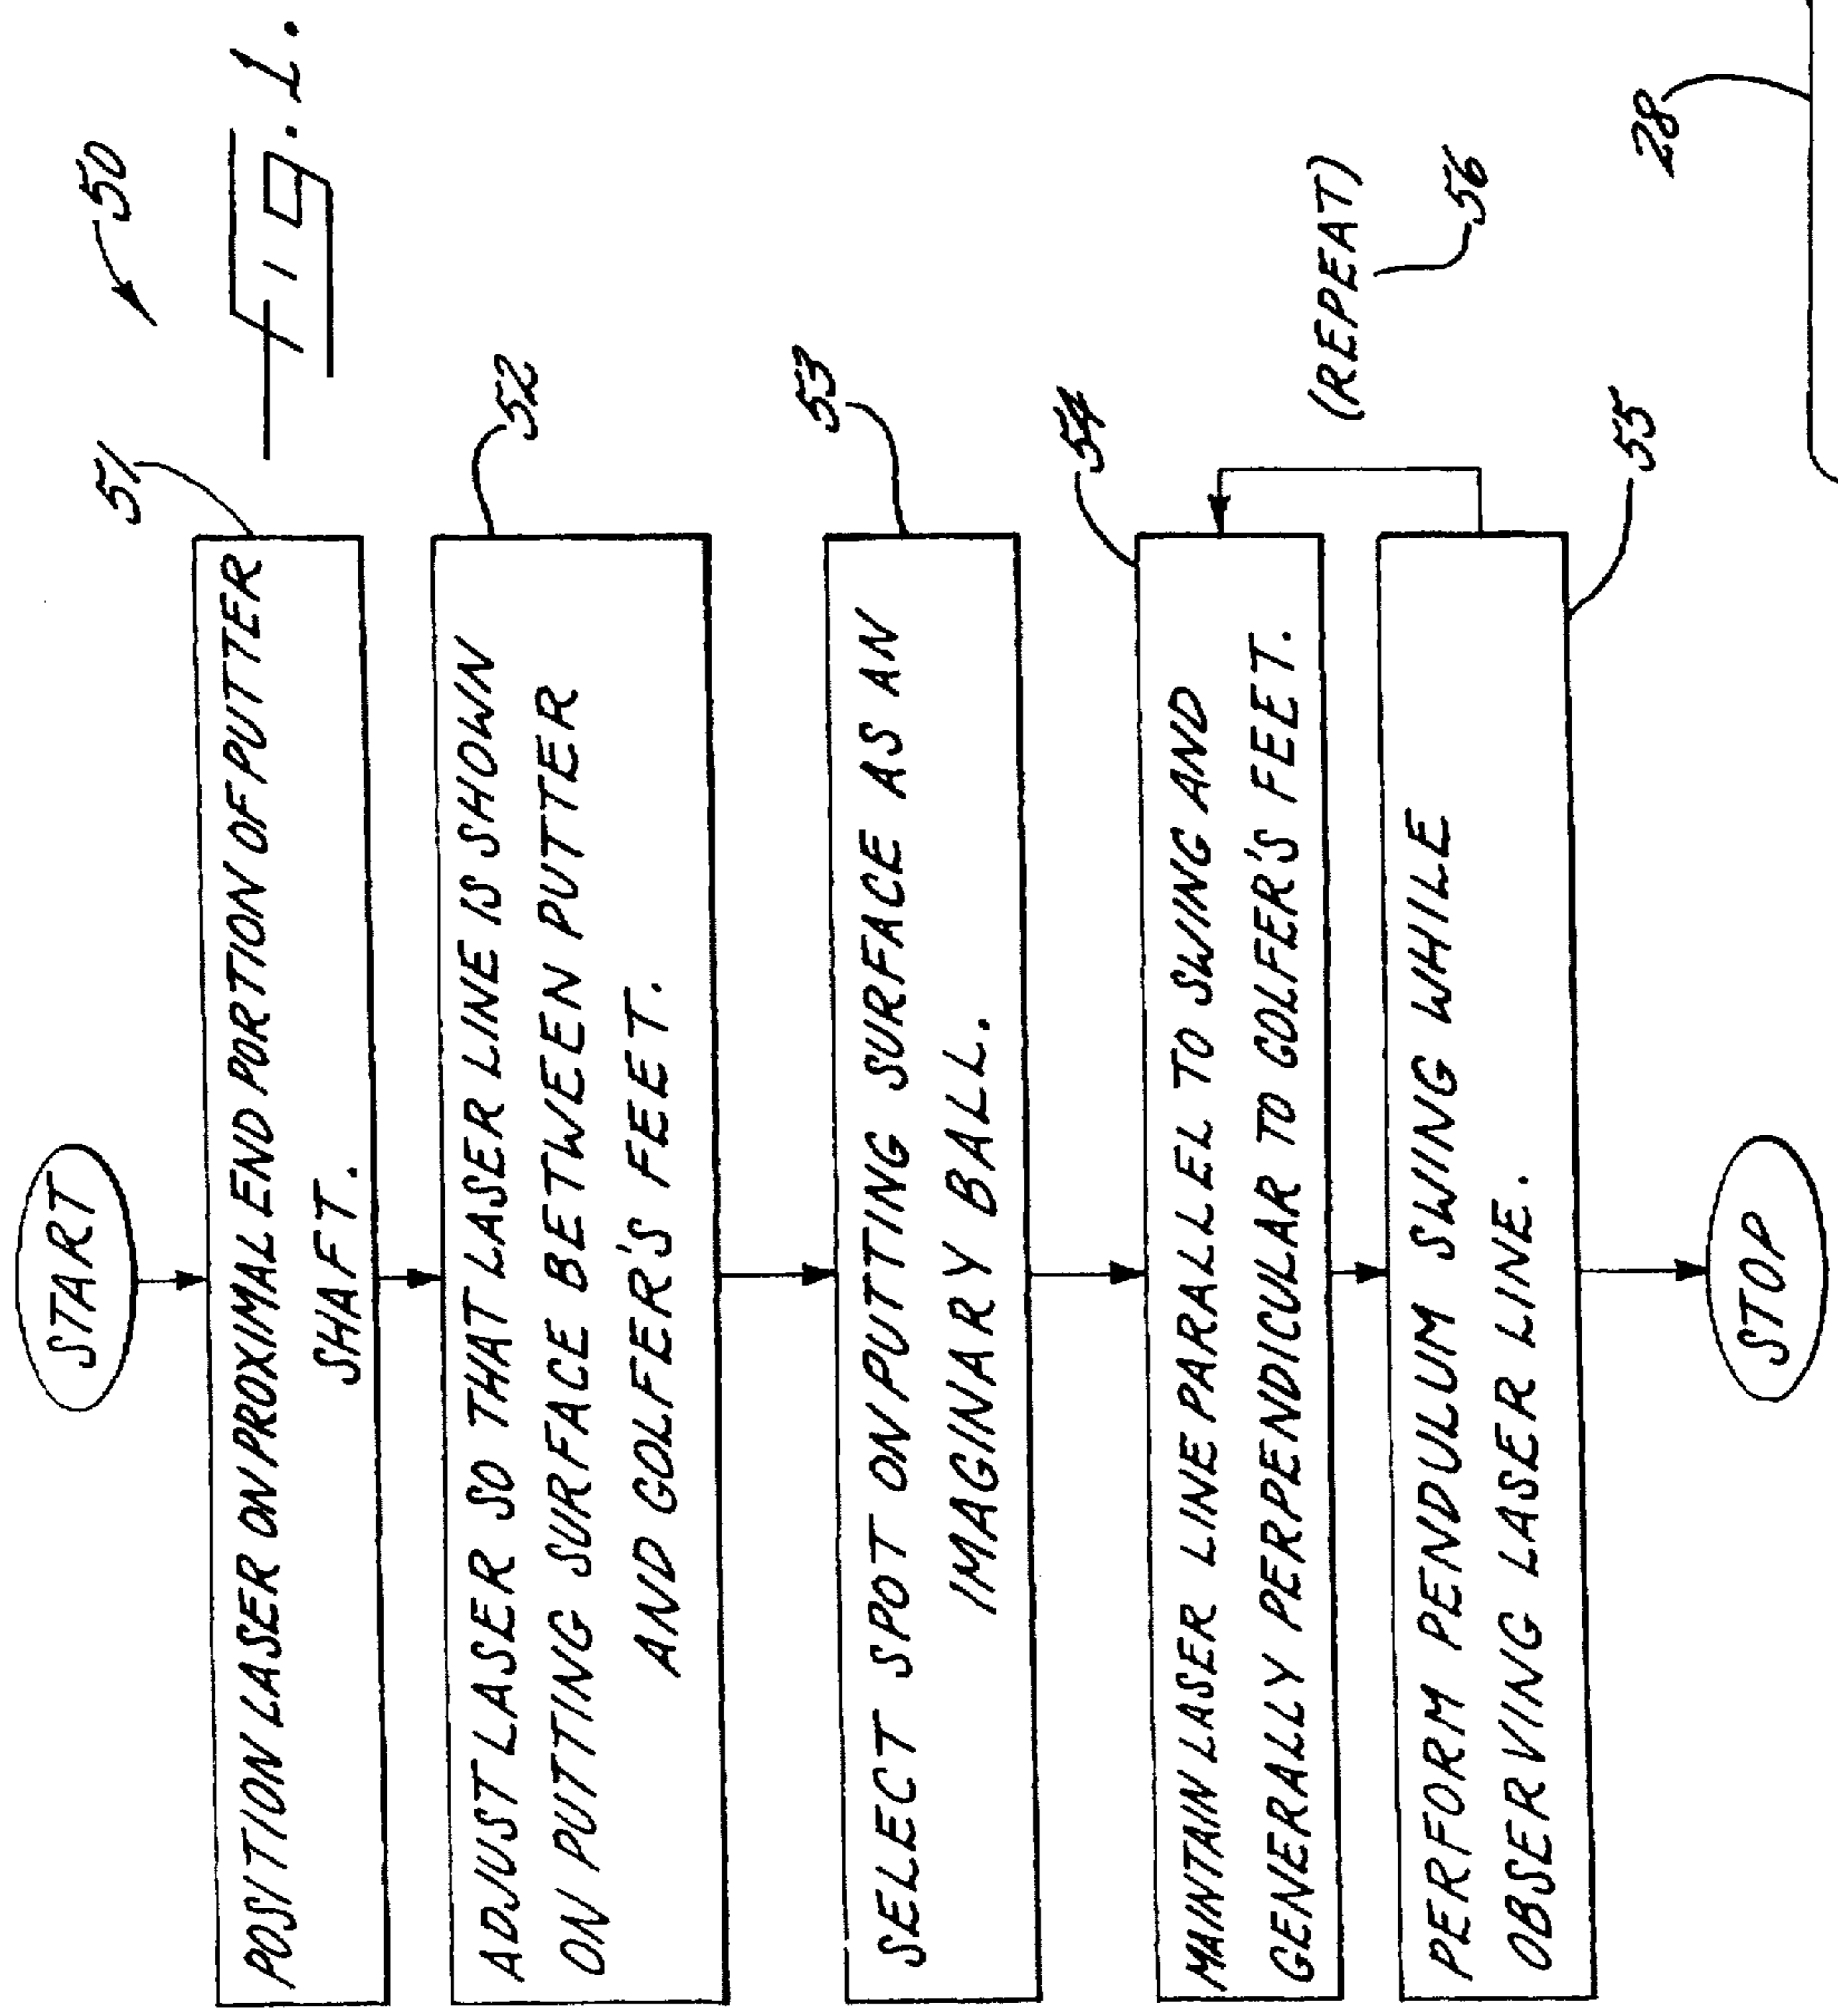 50
Fig. 1.
START
51
POSITION LASER ON PROXIMAL END PORTION OF PUTTER
SHAFT.
52
ADJUST LASER SO THAT LASER LINE IS SHOWN
ON PUTTING SURFACE BETWEEN PUTTER
AND GOLFER'S FEET.
53
SELECT SPOT ON PUTTING SURFACE AS AN
IMAGINARY BALL.
54
MAINTAIN LASER LINE PARALLEL TO SWING AND
GENERALLY PERPENDICULAR TO GOLFER'S FEET.
(REPEAT)
56
PERFORM PENDULUM SWING WHILE
OBSERVING LASER LINE.
55
STOP
28